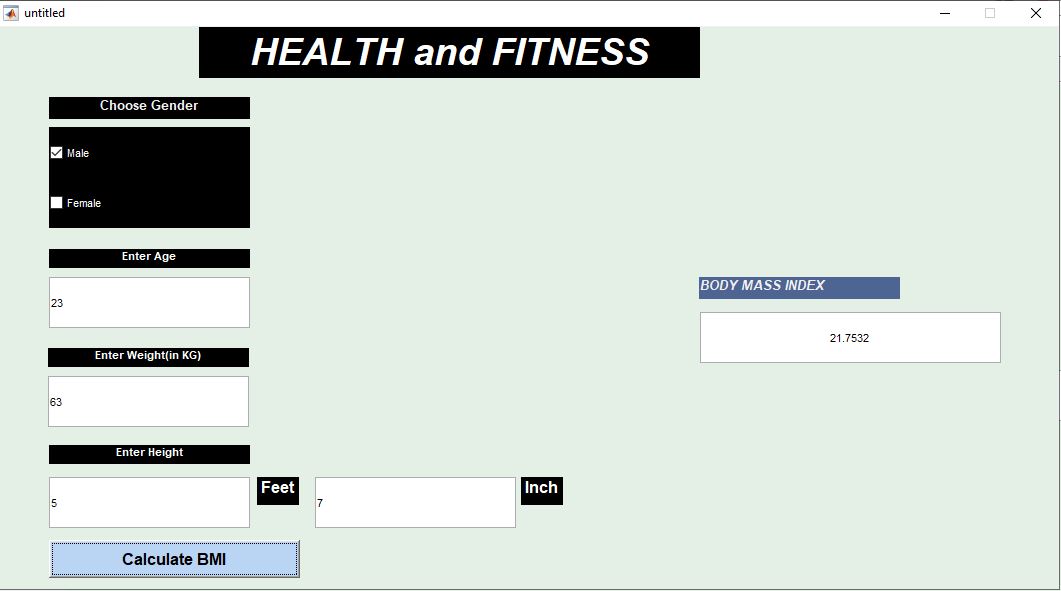 untitled
HEALTH and FITNESS
Choose Gender
Male
Female
Enter Age
23
BODY MASS INDEX
21.7532
Enter Weight(in KG)
63
Enter Height
5
Feet
7
Inch
Calculate BMI